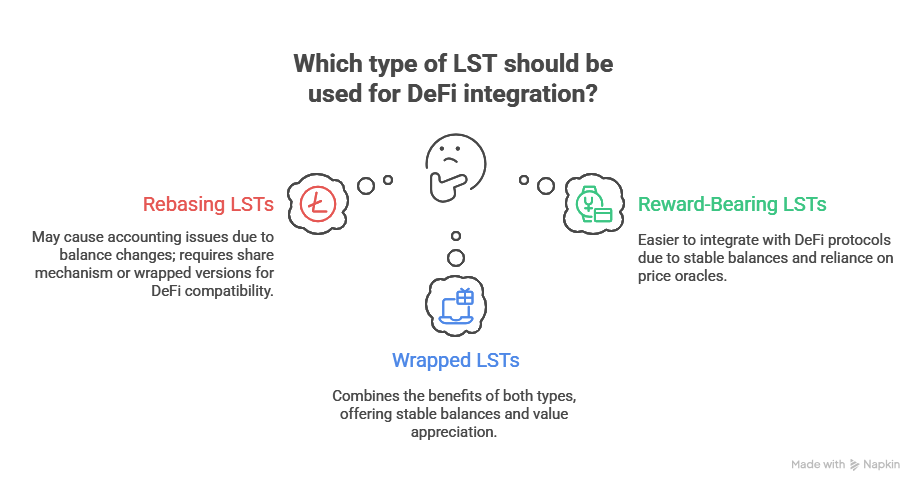 Which type of LST should be
used for DeFi integration?
Rebasing LSTs
May cause accounting issues due to
balance changes; requires share
mechanism or wrapped versions for
DeFi compatibility.
Reward-Bearing LSTs
Easier to integrate with DeFi protocols
due to stable balances and reliance on
price oracles.
Wrapped LSTs
Combines the benefits of both types,
offering stable balances and value
appreciation.
Made with Napkin